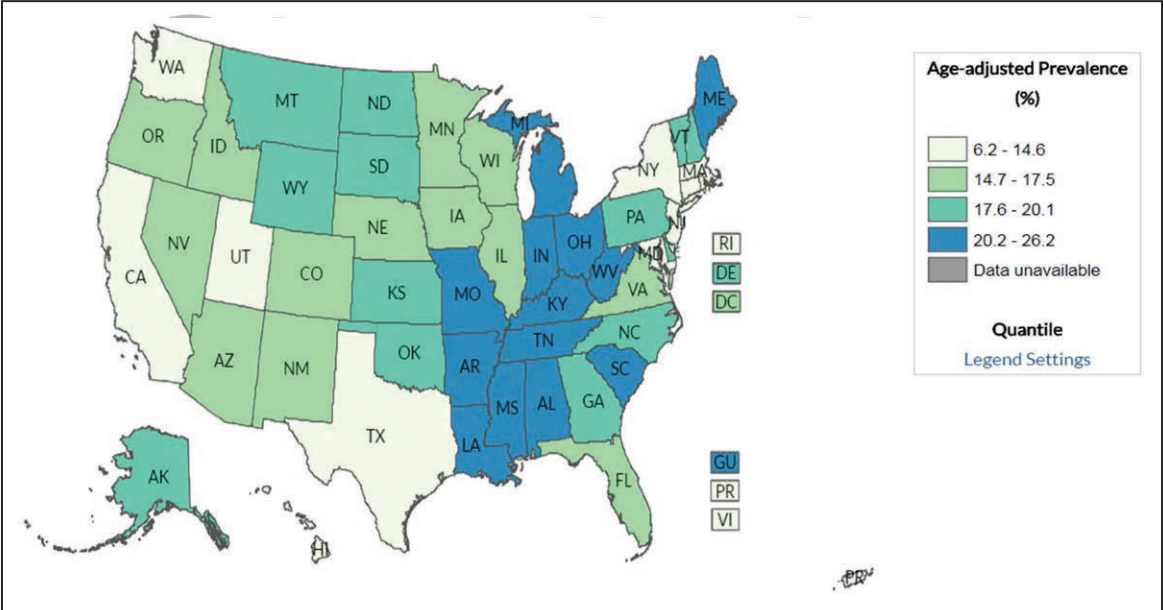 WA
MT
ND
MN
MI
ME
OR
ID
WI
VT
NY
MA
SD
WY
IA
PA
NJ
NE
NV
UT
CO
IL
IN
OH
MD
WV
VA
RI
DE
DC
CA
KS
MO
KY
NC
TN
AZ
NM
OK
AR
SC
MS
AL
GA
TX
LA
FL
AK
HI
GU
PR
VI
PR
Age-adjusted Prevalence
(%)
6.2 - 14.6
14.7 - 17.5
17.6 - 20.1
20.2 - 26.2
Data unavailable
Quantile
Legend Settings